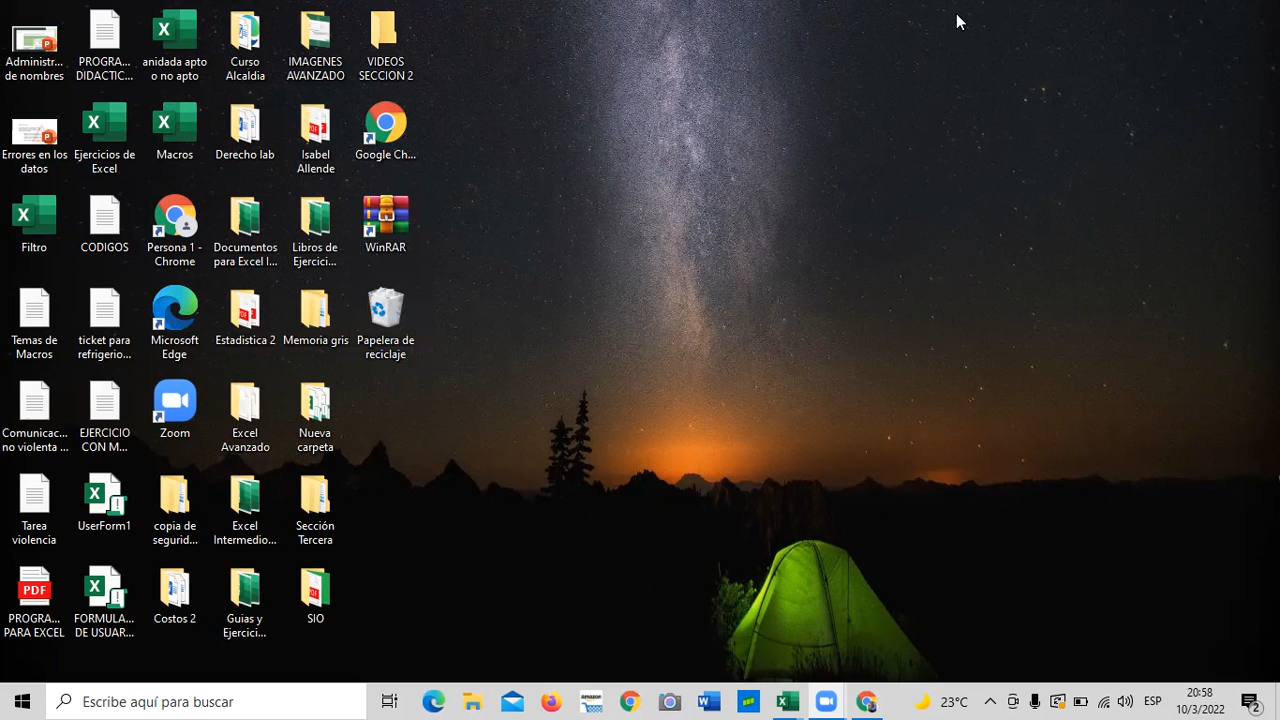 Administr...
de nombres
PROGRA...
DIDACTIC...
anidada apto
o no apto
Curso
Alcaldia
IMAGENES
AVANZADO
VIDEOS
SECCION 2
Errores en los
datos
Ejercicios de
Excel
Macros
Derecho lab
Isabel
Allende
Google Ch...
Filtro
CODIGOS
Persona 1 -
Chrome
Documentos
para Excel I...
Libros de
Ejercici...
WinRAR
Temas de
Macros
ticket para
refrigerio...
Microsoft
Edge
Estadistica 2
Memoria gris
Papelera de
reciclaje
Comunicac...
no violenta ...
EJERCICIO
CON M...
Zoom
Excel
Avanzado
Nueva
carpeta
Tarea
violencia
UserForm1
copia de
segurid...
Excel
Intermedio...
Sección
Tercera
PDF
PROGRA...
PARA EXCEL
FORMULA...
DE USUAR...
Costos 2
Guias y
Ejercici...
SIO
Escribe aquí para buscar
23°C
ESP
20:58
10/3/2022
2